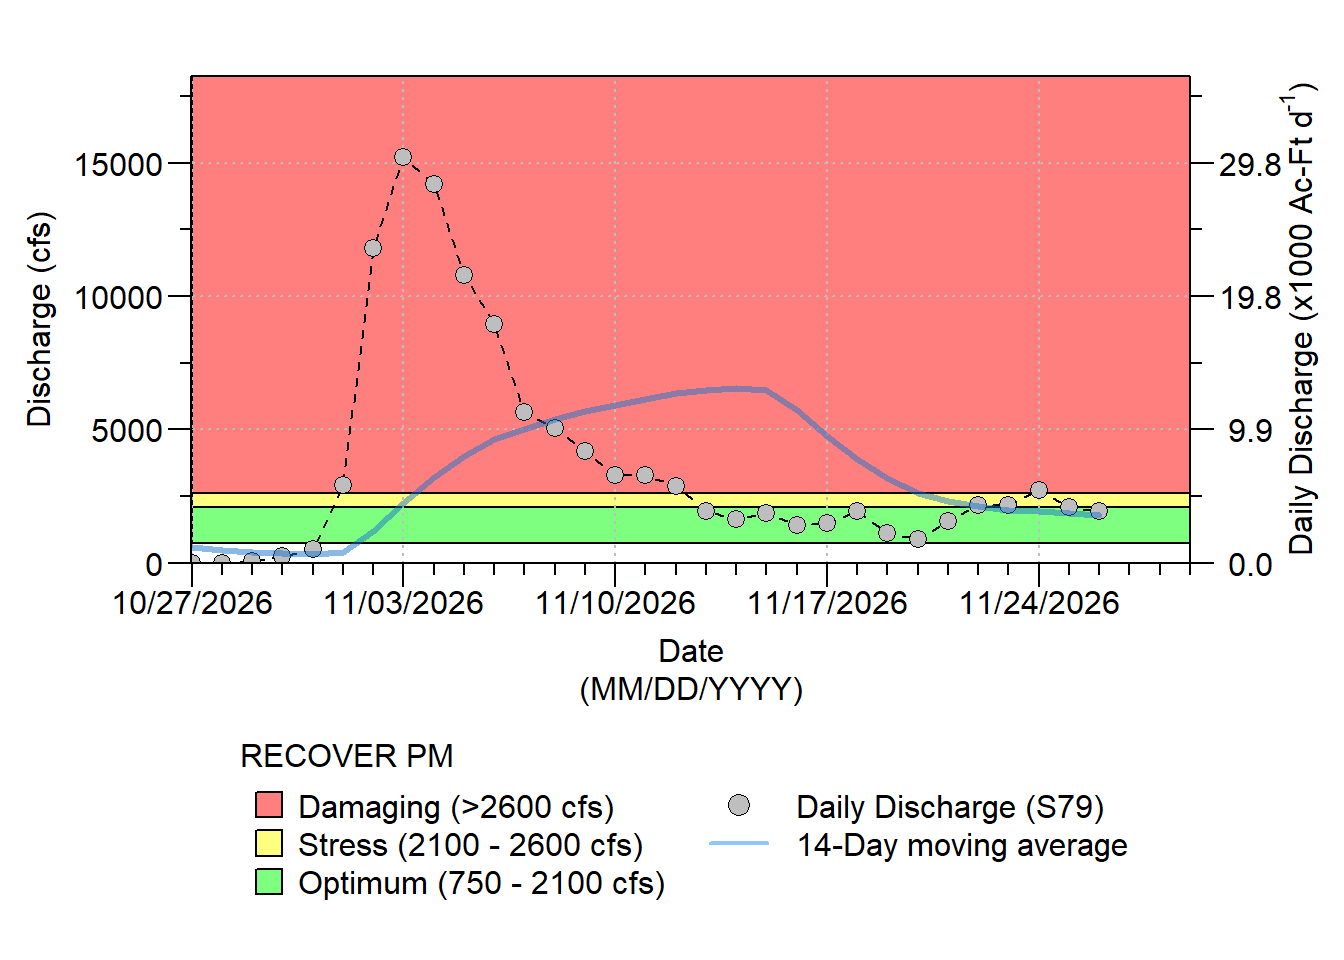 Discharge (cfs)
15000
10000
5000
0
29.8
19.8
9.9
0.0
Daily Discharge (x1000 Ac-Ft d-1)
10/27/2026 11/03/2026 11/10/2026 11/17/2026 11/24/2026
Date
(MM/DD/YYYY)
RECOVER PM
Damaging (>2600 cfs)
Stress (2100 - 2600 cfs)
Optimum (750 - 2100 cfs)
Daily Discharge (S79)
14-Day moving average